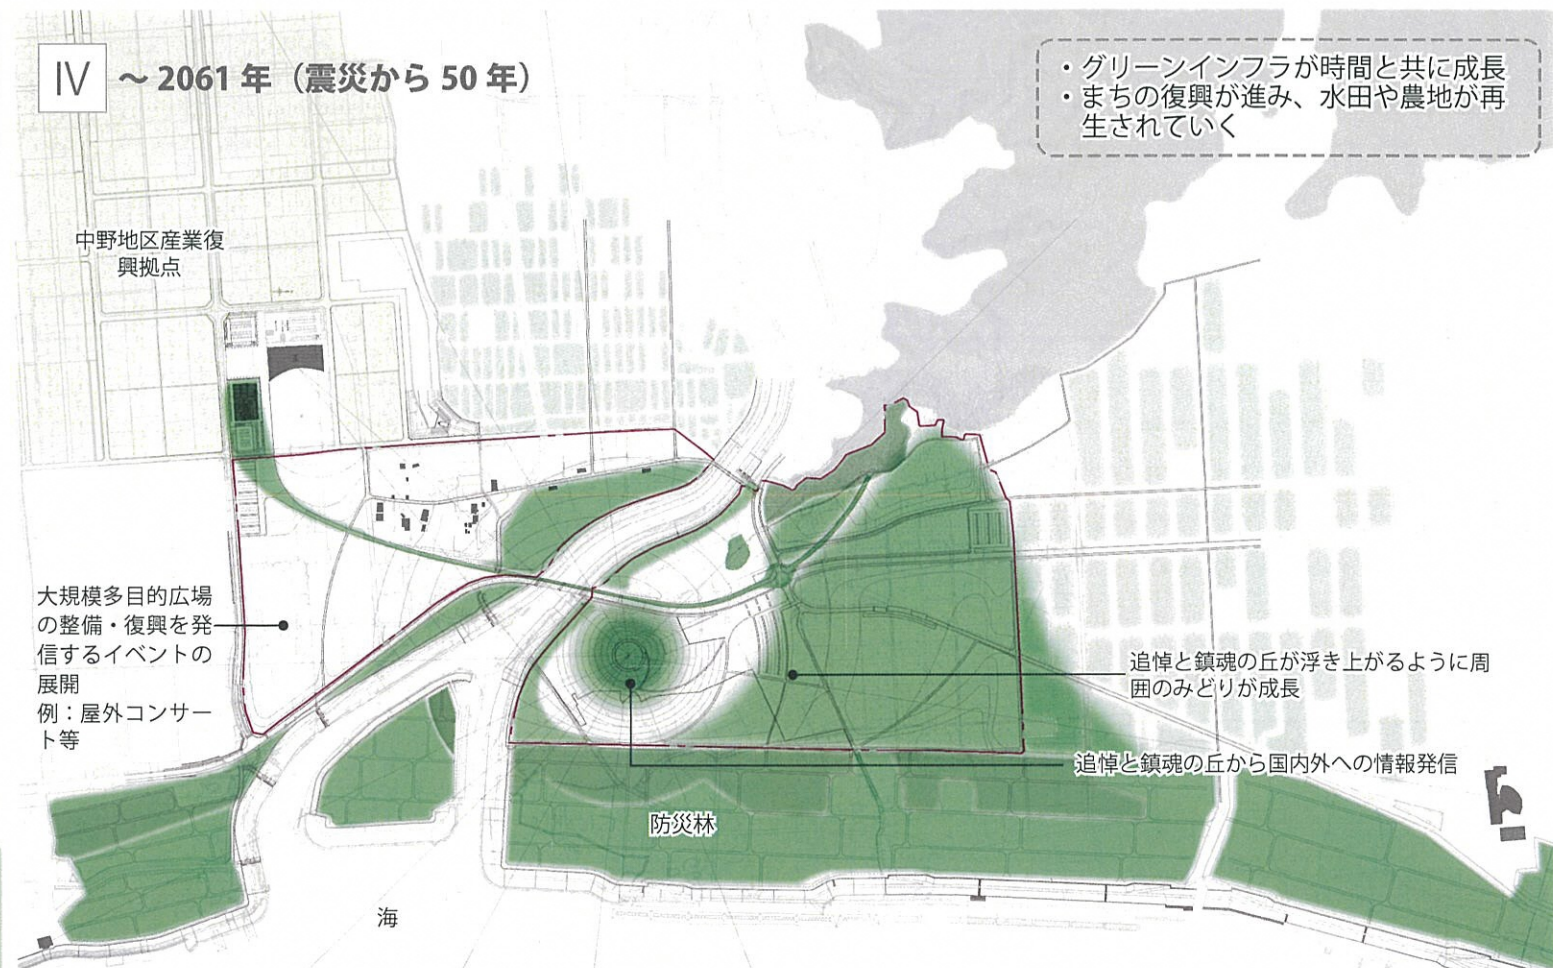 IV
～ 2061 年（震災から 50 年）
・グリーンインフラが時間と共に成長
・まちの復興が進み、水田や農地が再
生されていく
中野地区産業復
興拠点
大規模多目的広場
の整備・復興を発
信するイベントの
展開
例：屋外コンサー
ト等
追悼と鎮魂の丘が浮き上がるように周
囲のみどりが成長
追悼と鎮魂の丘から国内外への情報発信
防災林
海